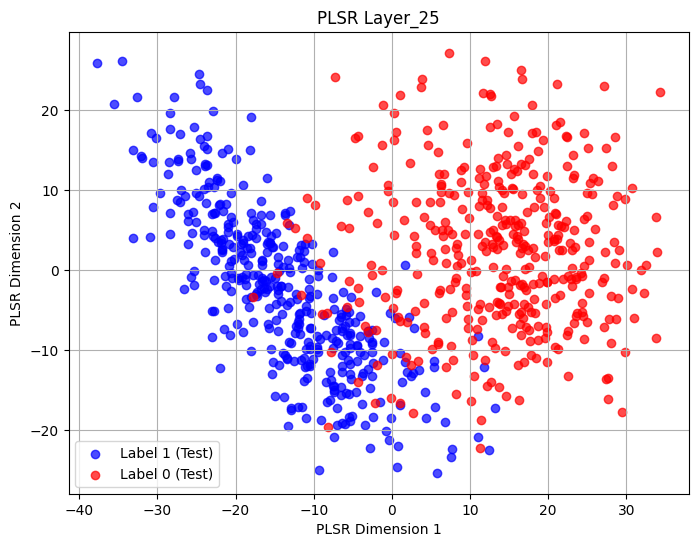 PLSR Layer_25
PLSR Dimension 2
20
10
0
−10
−20
Label 1 (Test)
Label 0 (Test)
−40 −30 −20 −10 0 10 20 30
PLSR Dimension 1